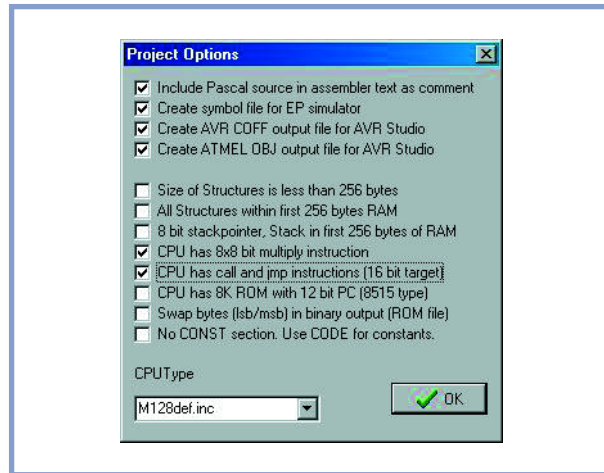 Project Options
Include Pascal source in assembler text as comment
Create symbol file for EP simulator
Create AVR COFF output file for AVR Studio
Create ATMEL OBJ output file for AVR Studio
Size of Structures is less than 256 bytes
All Structures within first 256 bytes RAM
8 bit stackpointer, Stack in first 256 bytes of RAM
CPU has 8x8 bit multiply instruction
CPU has call and jmp instructions (16 bit target)
CPU has 8K ROM with 12 bit PC (8515 type)
Swap bytes (lsb/msb) in binary output (ROM file)
No CONST section. Use CODE for constants.
CPUType
M128def.inc
OK